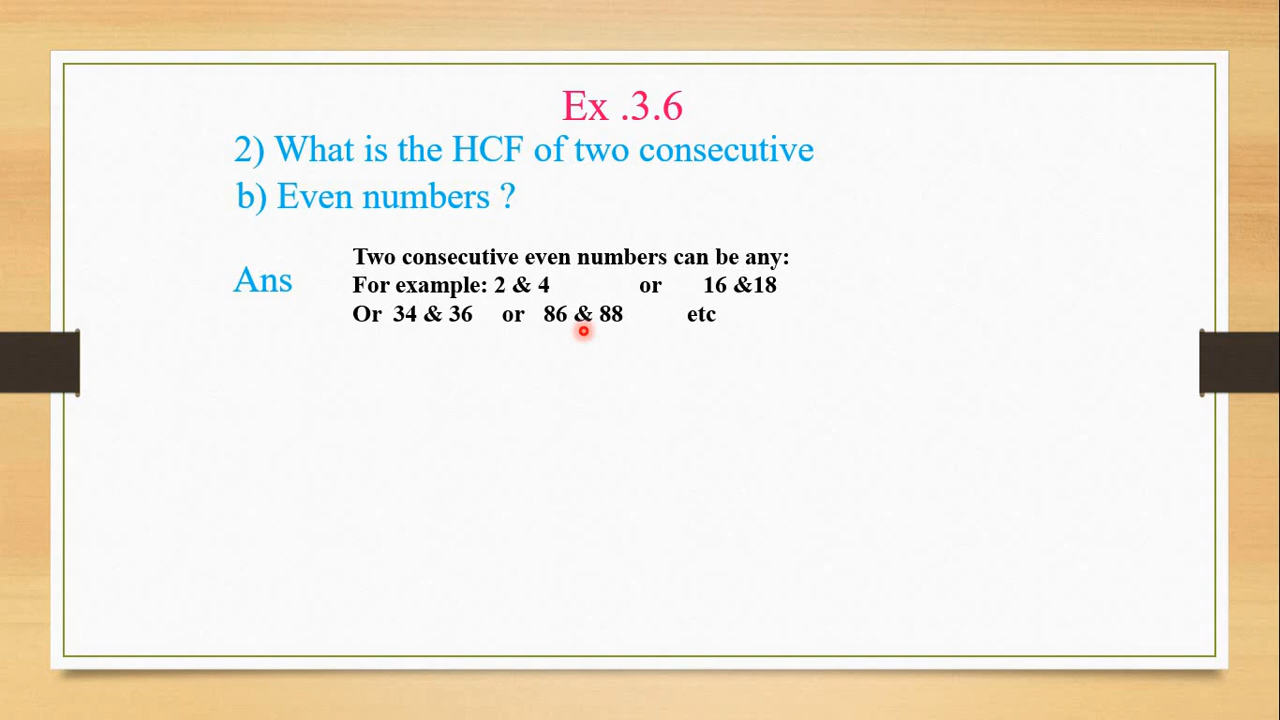 Ex .3.6
2) What is the HCF of two consecutive
b) Even numbers ?
Ans
Two consecutive even numbers can be any:
For example: 2 & 4 or 16 &18
Or 34 & 36 or 86 & 88 etc